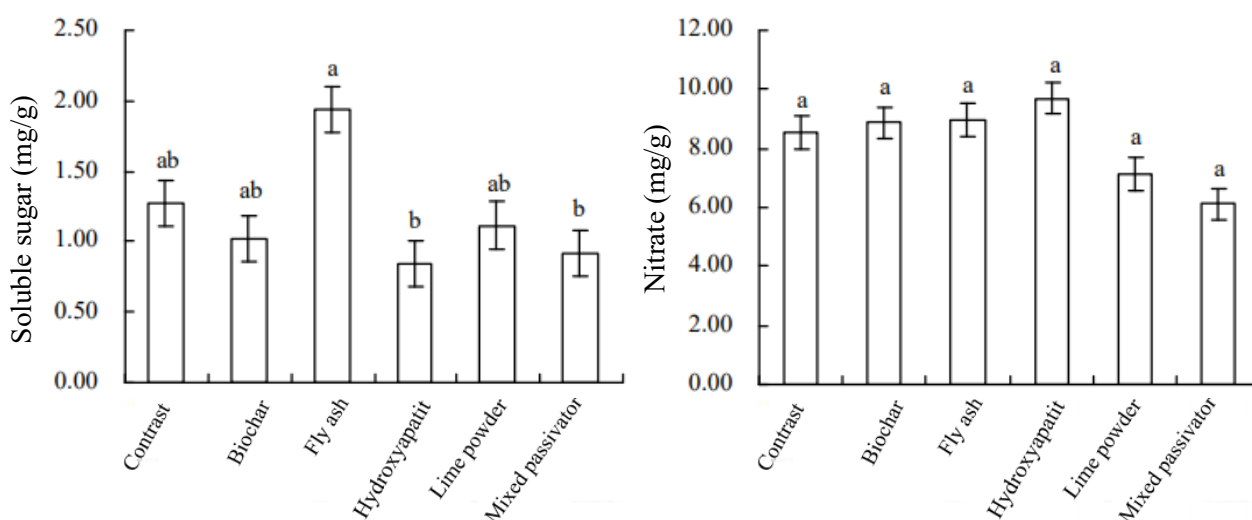 Soluble sugar (mg/g)
2.50
2.00
1.50
1.00
0.50
0.00
ab
ab
a
b
ab
b
Contrast
Biochar
Fly ash
Hydroxyapatit
Lime powder
Mixed passivator
Nitrate (mg/g)
12.00
10.00
8.00
6.00
4.00
2.00
0.00
a
a
a
a
a
a
Contrast
Biochar
Fly ash
Hydroxyapatit
Lime powder
Mixed passivator